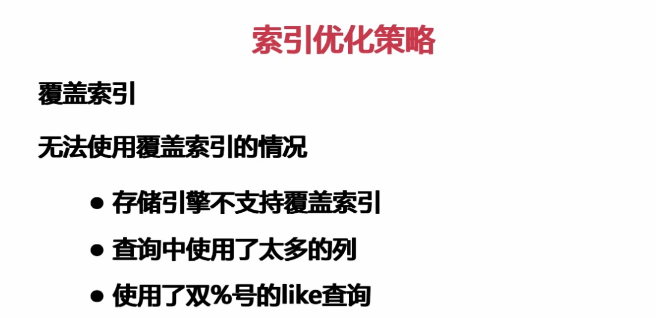 索引优化策略
覆盖索引
无法使用覆盖索引的情况
● 存储引擎不支持覆盖索引
● 查询中使用了太多的列
● 使用了双%号的like查询